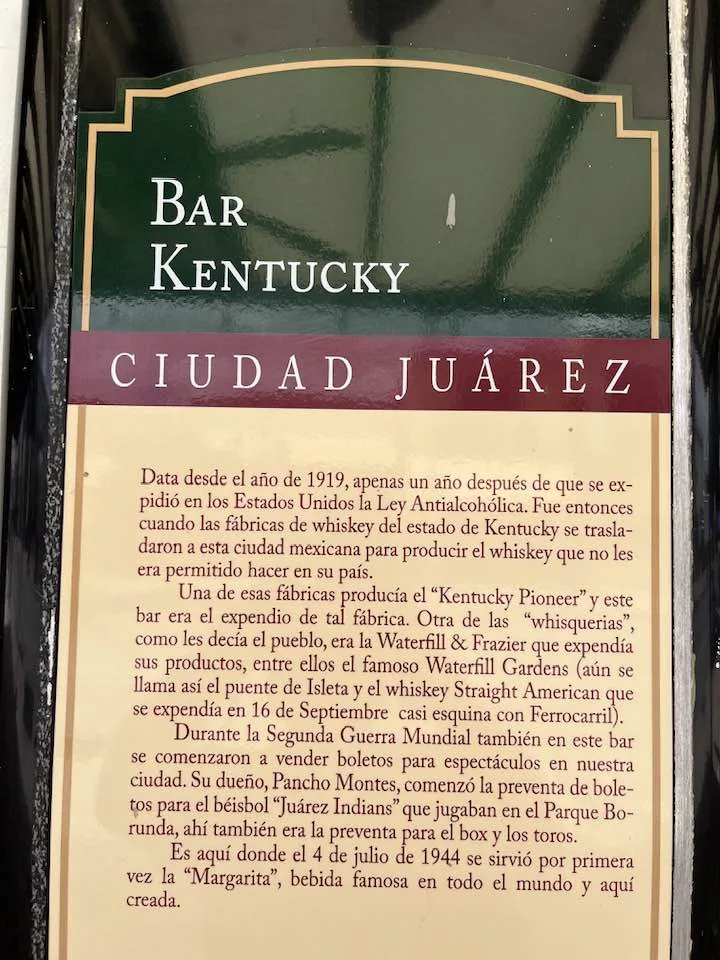 BAR
KENTUCKY
CIUDAD JUÁREZ
Data desde el año de 1919, apenas un año después de que se ex-
pidió en los Estados Unidos la Ley Antialcohólica. Fue entonces
cuando las fábricas de whiskey del estado de Kentucky se trasla-
daron a esta ciudad mexicana para producir el whiskey que no les
era permitido hacer en su país.
Una de esas fábricas producía el “Kentucky Pioneer” y este
bar era el expendio de tal fábrica. Otra de las “whisquerias”,
como les decía el pueblo, era la Waterfill & Frazier que expendía
sus productos, entre ellos el famoso Waterfill Gardens (aún se
llama así el puente de Isleta y el whiskey Straight American que
se expendía en 16 de Septiembre casi esquina con Ferrocarril).
Durante la Segunda Guerra Mundial también en este bar
se comenzaron a vender boletos para espectáculos en nuestra
ciudad. Su dueño, Pancho Montes, comenzó la preventa de bole-
tos para el béisbol “Juárez Indians” que jugaban en el Parque Bo-
runda, ahí también era la preventa para el box y los toros.
Es aquí donde el 4 de julio de 1944 se sirvió por primera
vez la “Margarita”, bebida famosa en todo el mundo y aquí
creada.